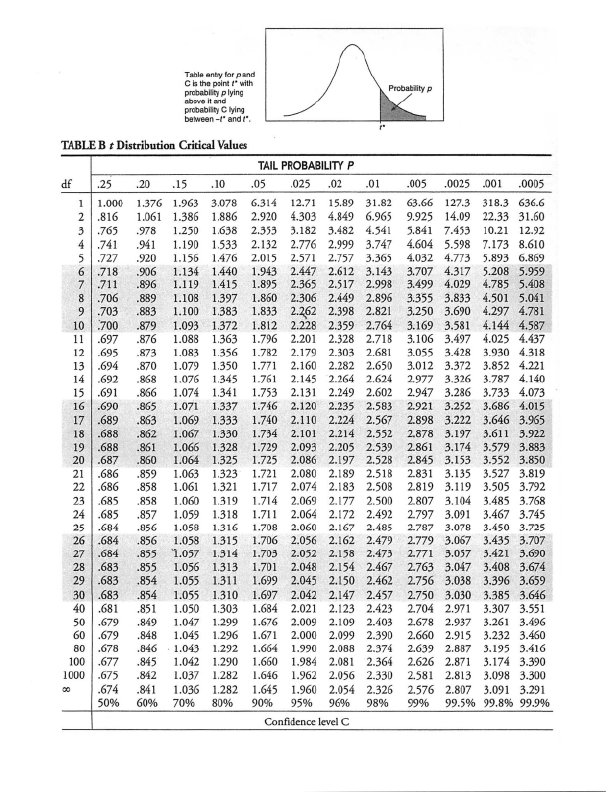 Table entry for p and
C is the point t* with
probability p lying
above it and
probability C lying
between –t* and t*.
Probability p
t*
TABLE B t Distribution Critical Values
TAIL PROBABILITY P
df .25 .20 .15 .10 .05 .025 .02 .01 .005 .0025 .001 .0005
1 1.000 1.376 1.963 3.078 6.314 12.71 15.89 31.82 63.66 127.3 318.3 636.6
2 .816 1.061 1.386 1.886 2.920 4.303 4.849 6.965 9.925 14.09 22.33 31.60
3 .765 .978 1.250 1.638 2.353 3.182 3.482 4.541 5.841 7.453 10.21 12.92
4 .741 .941 1.190 1.533 2.132 2.776 2.999 3.747 4.604 5.598 7.173 8.610
5 .727 .920 1.156 1.476 2.015 2.571 2.757 3.365 4.032 4.773 5.893 6.869
6 .718 .906 1.134 1.440 1.943 2.447 2.612 3.143 3.707 4.317 5.208 5.959
7 .711 .896 1.119 1.415 1.895 2.365 2.517 2.998 3.499 4.029 4.785 5.408
8 .706 .889 1.108 1.397 1.860 2.306 2.449 2.896 3.355 3.833 4.501 5.041
9 .703 .883 1.100 1.383 1.833 2.262 2.398 2.821 3.250 3.690 4.297 4.781
10 .700 .879 1.093 1.372 1.812 2.228 2.359 2.764 3.169 3.581 4.144 4.587
11 .697 .876 1.088 1.363 1.796 2.201 2.328 2.718 3.106 3.497 4.025 4.437
12 .695 .873 1.083 1.356 1.782 2.179 2.303 2.681 3.055 3.428 3.930 4.318
13 .694 .870 1.079 1.350 1.771 2.160 2.282 2.650 3.012 3.372 3.852 4.221
14 .692 .868 1.076 1.345 1.761 2.145 2.264 2.624 2.977 3.326 3.787 4.140
15 .691 .866 1.074 1.341 1.753 2.131 2.249 2.602 2.947 3.286 3.733 4.073
16 .690 .865 1.071 1.337 1.746 2.120 2.235 2.583 2.921 3.252 3.686 4.015
17 .689 .863 1.069 1.333 1.740 2.110 2.224 2.567 2.898 3.222 3.646 3.965
18 .688 .862 1.067 1.330 1.734 2.101 2.214 2.552 2.878 3.197 3.611 3.922
19 .688 .861 1.066 1.328 1.729 2.093 2.205 2.539 2.861 3.174 3.579 3.883
20 .687 .860 1.064 1.325 1.725 2.086 2.197 2.528 2.845 3.153 3.552 3.850
21 .686 .859 1.063 1.323 1.721 2.080 2.189 2.518 2.831 3.135 3.527 3.819
22 .686 .858 1.061 1.321 1.717 2.074 2.183 2.508 2.819 3.119 3.505 3.792
23 .685 .858 1.060 1.319 1.714 2.069 2.177 2.500 2.807 3.104 3.485 3.768
24 .685 .857 1.059 1.318 1.711 2.064 2.172 2.492 2.797 3.091 3.467 3.745
25 .684 .856 1.058 1.316 1.708 2.060 2.167 2.485 2.787 3.078 3.450 3.725
26 .684 .856 1.058 1.315 1.706 2.056 2.162 2.479 2.779 3.067 3.435 3.707
27 .684 .855 1.057 1.314 1.703 2.052 2.158 2.473 2.771 3.057 3.421 3.690
28 .683 .855 1.056 1.313 1.701 2.048 2.154 2.467 2.763 3.047 3.408 3.674
29 .683 .854 1.055 1.311 1.699 2.045 2.150 2.462 2.756 3.038 3.396 3.659
30 .683 .854 1.055 1.310 1.697 2.042 2.147 2.457 2.750 3.030 3.385 3.646
40 .681 .851 1.050 1.303 1.684 2.021 2.123 2.423 2.704 2.971 3.307 3.551
50 .679 .849 1.047 1.299 1.676 2.009 2.109 2.403 2.678 2.937 3.261 3.496
60 .679 .848 1.045 1.296 1.671 2.000 2.099 2.390 2.660 2.915 3.232 3.460
80 .678 .846 1.043 1.292 1.664 1.990 2.088 2.374 2.639 2.887 3.195 3.416
100 .677 .845 1.042 1.290 1.660 1.984 2.081 2.364 2.626 2.871 3.174 3.390
1000 .675 .842 1.037 1.282 1.646 1.962 2.056 2.330 2.581 2.813 3.098 3.300
∞ .674 .841 1.036 1.282 1.645 1.960 2.054 2.326 2.576 2.807 3.091 3.291
50% 60% 70% 80% 90% 95% 96% 98% 99% 99.5% 99.8% 99.9%
Confidence level C